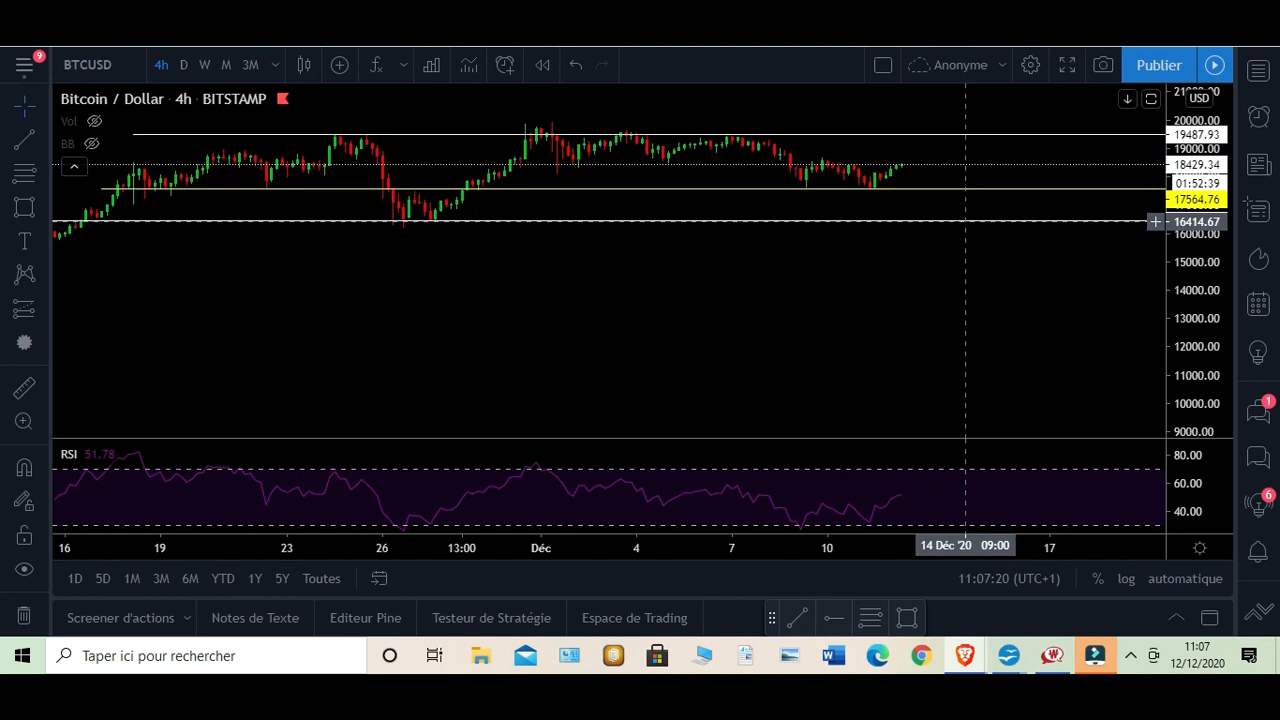 9
BTCUSD
4h D W M 3M
Anonyme
Publier
Bitcoin / Dollar · 4h · BITSTAMP
USD
Vol
BB
21000.00
20000.00
19487.93
19000.00
18429.34
01:52:39
17564.76
16414.67
16000.00
15000.00
14000.00
13000.00
12000.00
11000.00
10000.00
9000.00
RSI 51.78
80.00
60.00
40.00
16 19 23 26 13:00 Déc 4 7 10 14 Déc '20 09:00 17
1D 5D 1M 3M 6M YTD 1Y 5Y Toutes
11:07:20 (UTC+1) % log automatique
Screener d'actions Notes de Texte Editeur Pine Testeur de Stratégie Espace de Trading
1
6
Taper ici pour rechercher
11:07
12/12/2020